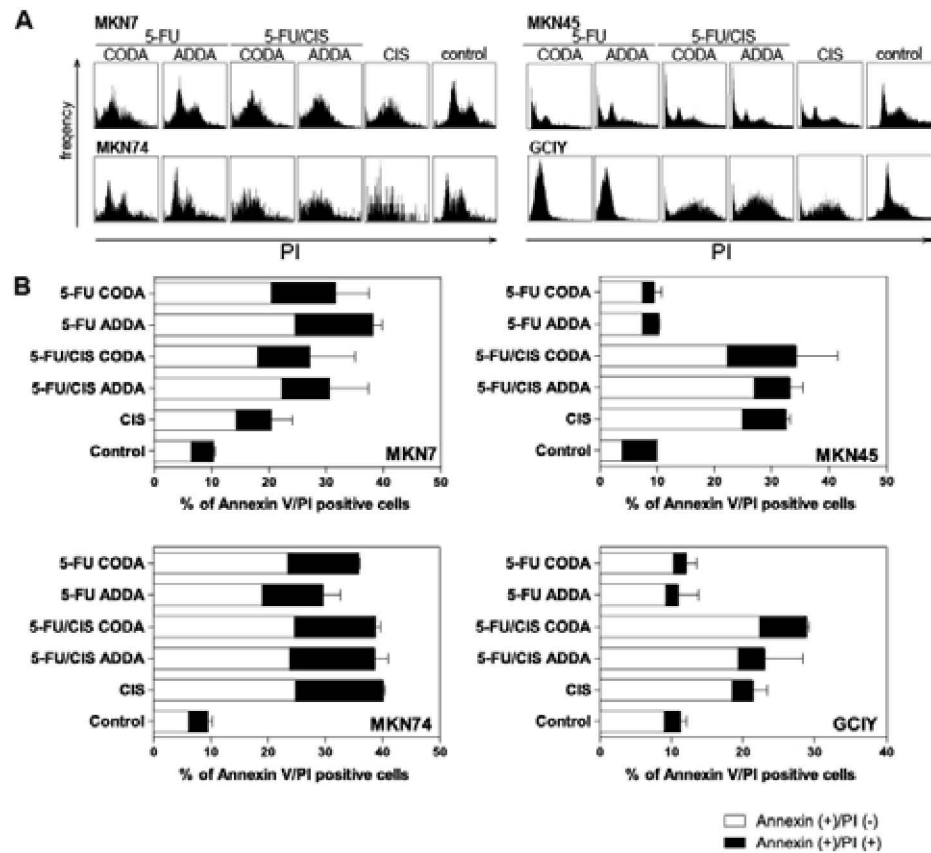 A
MKN7
5-FU 5-FU/CIS
CODA ADDA CODA ADDA CIS control
MKN45
5-FU 5-FU/CIS
CODA ADDA CODA ADDA CIS control
freqency
MKN74
GCIY
PI
PI
B
5-FU CODA
5-FU ADDA
5-FU/CIS CODA
5-FU/CIS ADDA
CIS
Control
MKN7
0 10 20 30 40 50
% of Annexin V/PI positive cells
5-FU CODA
5-FU ADDA
5-FU/CIS CODA
5-FU/CIS ADDA
CIS
Control
MKN45
0 10 20 30 40 50
% of Annexin V/PI positive cells
5-FU CODA
5-FU ADDA
5-FU/CIS CODA
5-FU/CIS ADDA
CIS
Control
MKN74
0 10 20 30 40 50
% of Annexin V/PI positive cells
5-FU CODA
5-FU ADDA
5-FU/CIS CODA
5-FU/CIS ADDA
CIS
Control
GCIY
0 10 20 30 40
% of Annexin V/PI positive cells
Annexin (+)/PI (-)
Annexin (+)/PI (+)